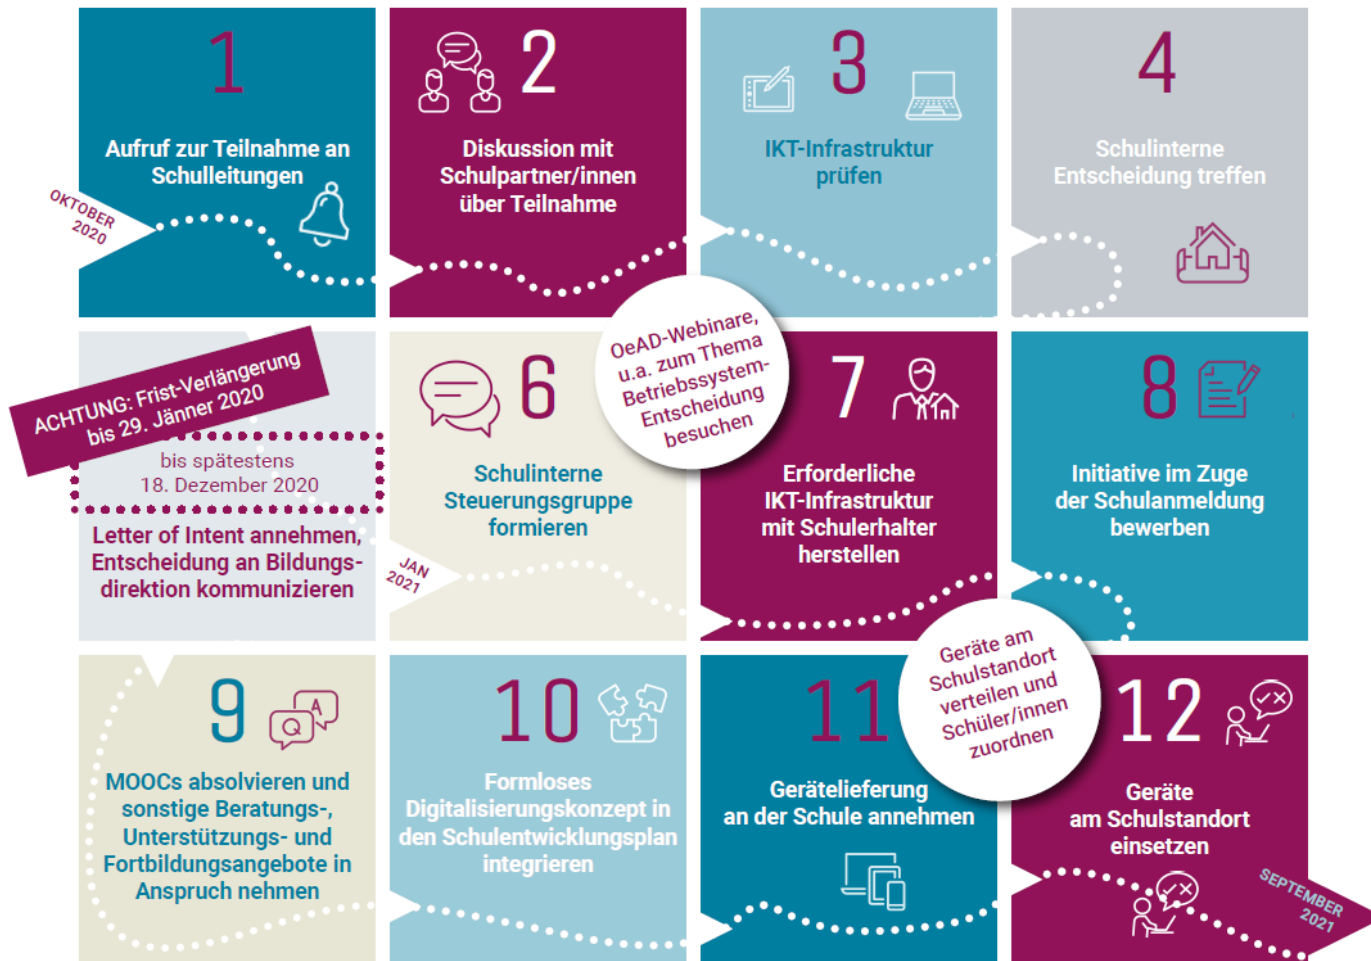 1
Aufruf zur Teilnahme an
Schulleitungen
OKTOBER
2020
2
Diskussion mit
Schulpartner/innen
über Teilnahme
3
IKT-Infrastruktur
prüfen
4
Schulinterne
Entscheidung treffen
ACHTUNG: Frist-Verlängerung
bis 29. Jänner 2020
bis spätestens
18. Dezember 2020
Letter of Intent annehmen,
Entscheidung an Bildungs-
direktion kommunizieren
JAN
2021
6
Schulinterne
Steuerungsgruppe
formieren
OeAD-Webinare,
u.a. zum Thema
Betriebssystem-
Entscheidung
besuchen
7
Erforderliche
IKT-Infrastruktur
mit Schulerhalter
herstellen
8
Initiative im Zuge
der Schulanmeldung
bewerben
9
Q
A
MOOCs absolvieren und
sonstige Beratungs-,
Unterstützungs- und
Fortbildungsangebote in
Anspruch nehmen
10
Formloses
Digitalisierungskonzept in
den Schulentwicklungsplan
integrieren
11
Gerätelieferung
an der Schule annehmen
Geräte am
Schulstandort
verteilen und
Schüler/innen
zuordnen
12
Geräte
am Schulstandort
einsetzen
SEPTEMBER
2021